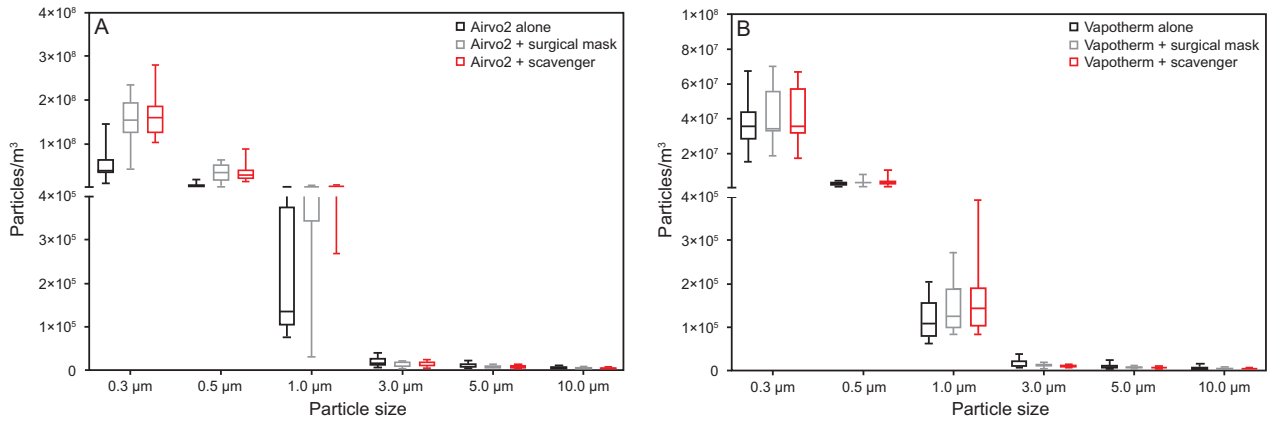 A
Airvo2 alone
Airvo2 + surgical mask
Airvo2 + scavenger
4×10⁸
3×10⁸
2×10⁸
1×10⁸
4×10⁵
3×10⁵
2×10⁵
1×10⁵
0
Particles/m³
0.3 µm 0.5 µm 1.0 µm 3.0 µm 5.0 µm 10.0 µm
Particle size
B
Vapotherm alone
Vapotherm + surgical mask
Vapotherm + scavenger
1×10⁸
8×10⁷
6×10⁷
4×10⁷
2×10⁷
4×10⁵
3×10⁵
2×10⁵
1×10⁵
0
Particles/m³
0.3 µm 0.5 µm 1.0 µm 3.0 µm 5.0 µm 10.0 µm
Particle size